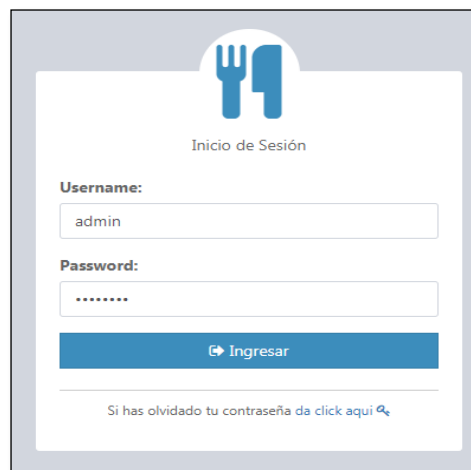 Inicio de Sesión
Username:
admin
Password:
••••••••
Ingresar
Si has olvidado tu contraseña da click aqui